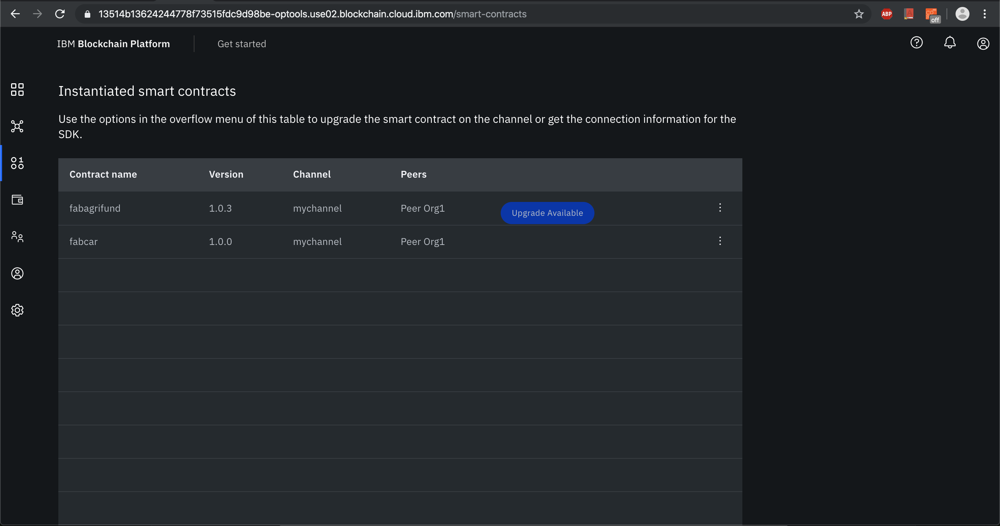 13514b13624244778f73515fdc9d98be-optools.use02.blockchain.cloud.ibm.com/smart-contracts
ABP
off
IBM Blockchain Platform
Get started
Instantiated smart contracts
Use the options in the overflow menu of this table to upgrade the smart contract on the channel or get the connection information for the
SDK.
Contract name Version Channel Peers
fabagrifund 1.0.3 mychannel Peer Org1 Upgrade Available
fabcar 1.0.0 mychannel Peer Org1